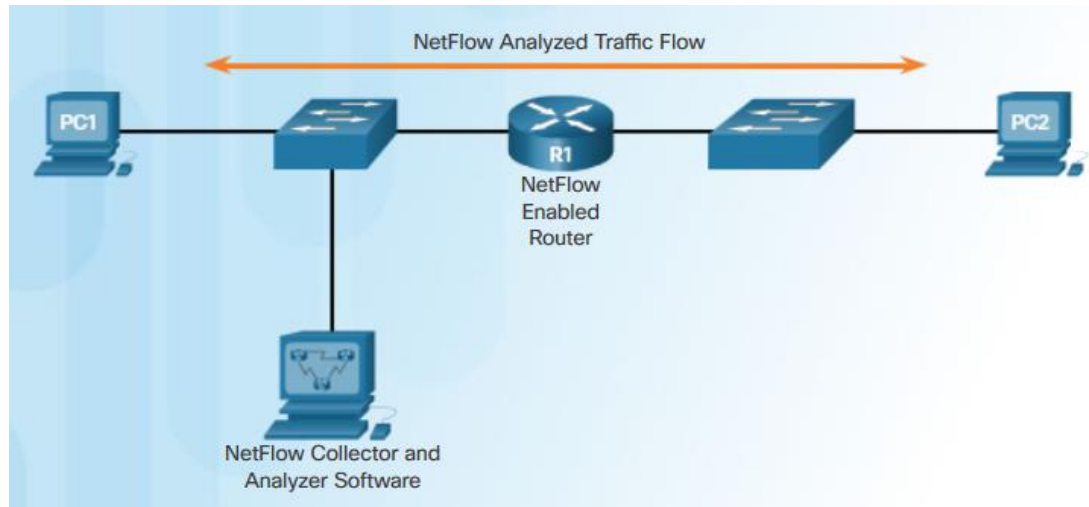 NetFlow Analyzed Traffic Flow
PC1
R1
PC2
NetFlow
Enabled
Router
NetFlow Collector and
Analyzer Software